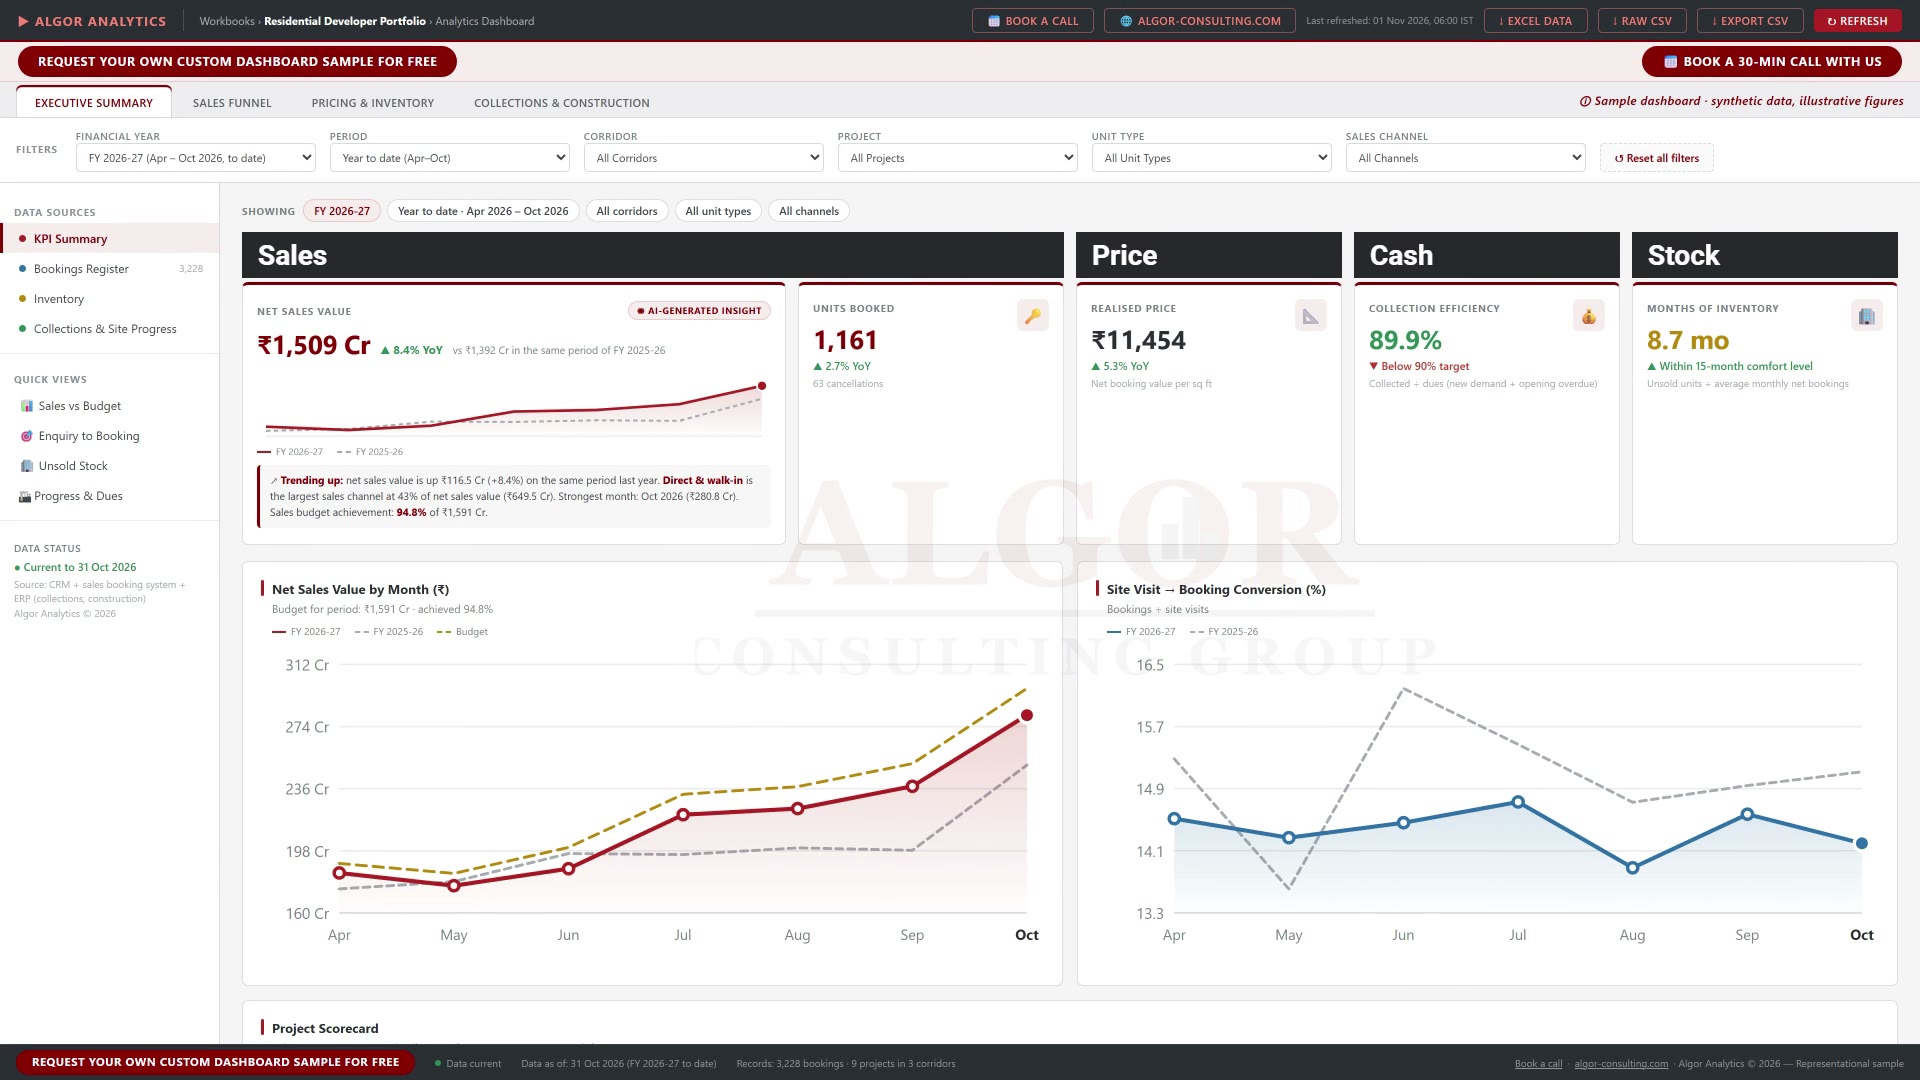 ▶ ALGOR ANALYTICS
Workbooks › Residential Developer Portfolio › Analytics Dashboard
BOOK A CALL
ALGOR-CONSULTING.COM
Last refreshed: 01 Nov 2026, 06:00 IST
↓ EXCEL DATA
↓ RAW CSV
↓ EXPORT CSV
↻ REFRESH
REQUEST YOUR OWN CUSTOM DASHBOARD SAMPLE FOR FREE
BOOK A 30-MIN CALL WITH US
EXECUTIVE SUMMARY
SALES FUNNEL
PRICING & INVENTORY
COLLECTIONS & CONSTRUCTION
ⓘ Sample dashboard · synthetic data, illustrative figures
FILTERS
FINANCIAL YEAR
FY 2026-27 (Apr – Oct 2026, to date)
PERIOD
Year to date (Apr–Oct)
CORRIDOR
All Corridors
PROJECT
All Projects
UNIT TYPE
All Unit Types
SALES CHANNEL
All Channels
↺ Reset all filters
DATA SOURCES
KPI Summary
Bookings Register 3,228
Inventory
Collections & Site Progress
QUICK VIEWS
Sales vs Budget
Enquiry to Booking
Unsold Stock
Progress & Dues
DATA STATUS
● Current to 31 Oct 2026
Source: CRM + sales booking system +
ERP (collections, construction)
Algor Analytics © 2026
SHOWING
FY 2026-27
Year to date · Apr 2026 – Oct 2026
All corridors
All unit types
All channels
Sales
Price
Cash
Stock
NET SALES VALUE
◉ AI-GENERATED INSIGHT
₹1,509 Cr ▲ 8.4% YoY vs ₹1,392 Cr in the same period of FY 2025-26
FY 2026-27 FY 2025-26
↗ Trending up: net sales value is up ₹116.5 Cr (+8.4%) on the same period last year. Direct & walk-in is
the largest sales channel at 43% of net sales value (₹649.5 Cr). Strongest month: Oct 2026 (₹280.8 Cr).
Sales budget achievement: 94.8% of ₹1,591 Cr.
UNITS BOOKED
1,161
▲ 2.7% YoY
63 cancellations
REALISED PRICE
₹11,454
▲ 5.3% YoY
Net booking value per sq ft
COLLECTION EFFICIENCY
89.9%
▼ Below 90% target
Collected ÷ dues (new demand + opening overdue)
MONTHS OF INVENTORY
8.7 mo
▲ Within 15-month comfort level
Unsold units ÷ average monthly net bookings
ALGOR
CONSULTING GROUP
Net Sales Value by Month (₹)
Budget for period: ₹1,591 Cr · achieved 94.8%
FY 2026-27 FY 2025-26 Budget
312 Cr
274 Cr
236 Cr
198 Cr
160 Cr
Apr May Jun Jul Aug Sep Oct
Site Visit → Booking Conversion (%)
Bookings ÷ site visits
FY 2026-27 FY 2025-26
16.5
15.7
14.9
14.1
13.3
Apr May Jun Jul Aug Sep Oct
Project Scorecard
REQUEST YOUR OWN CUSTOM DASHBOARD SAMPLE FOR FREE
● Data current
Data as of: 31 Oct 2026 (FY 2026-27 to date)
Records: 3,228 bookings · 9 projects in 3 corridors
Book a call · algor-consulting.com · Algor Analytics © 2026 — Representational sample